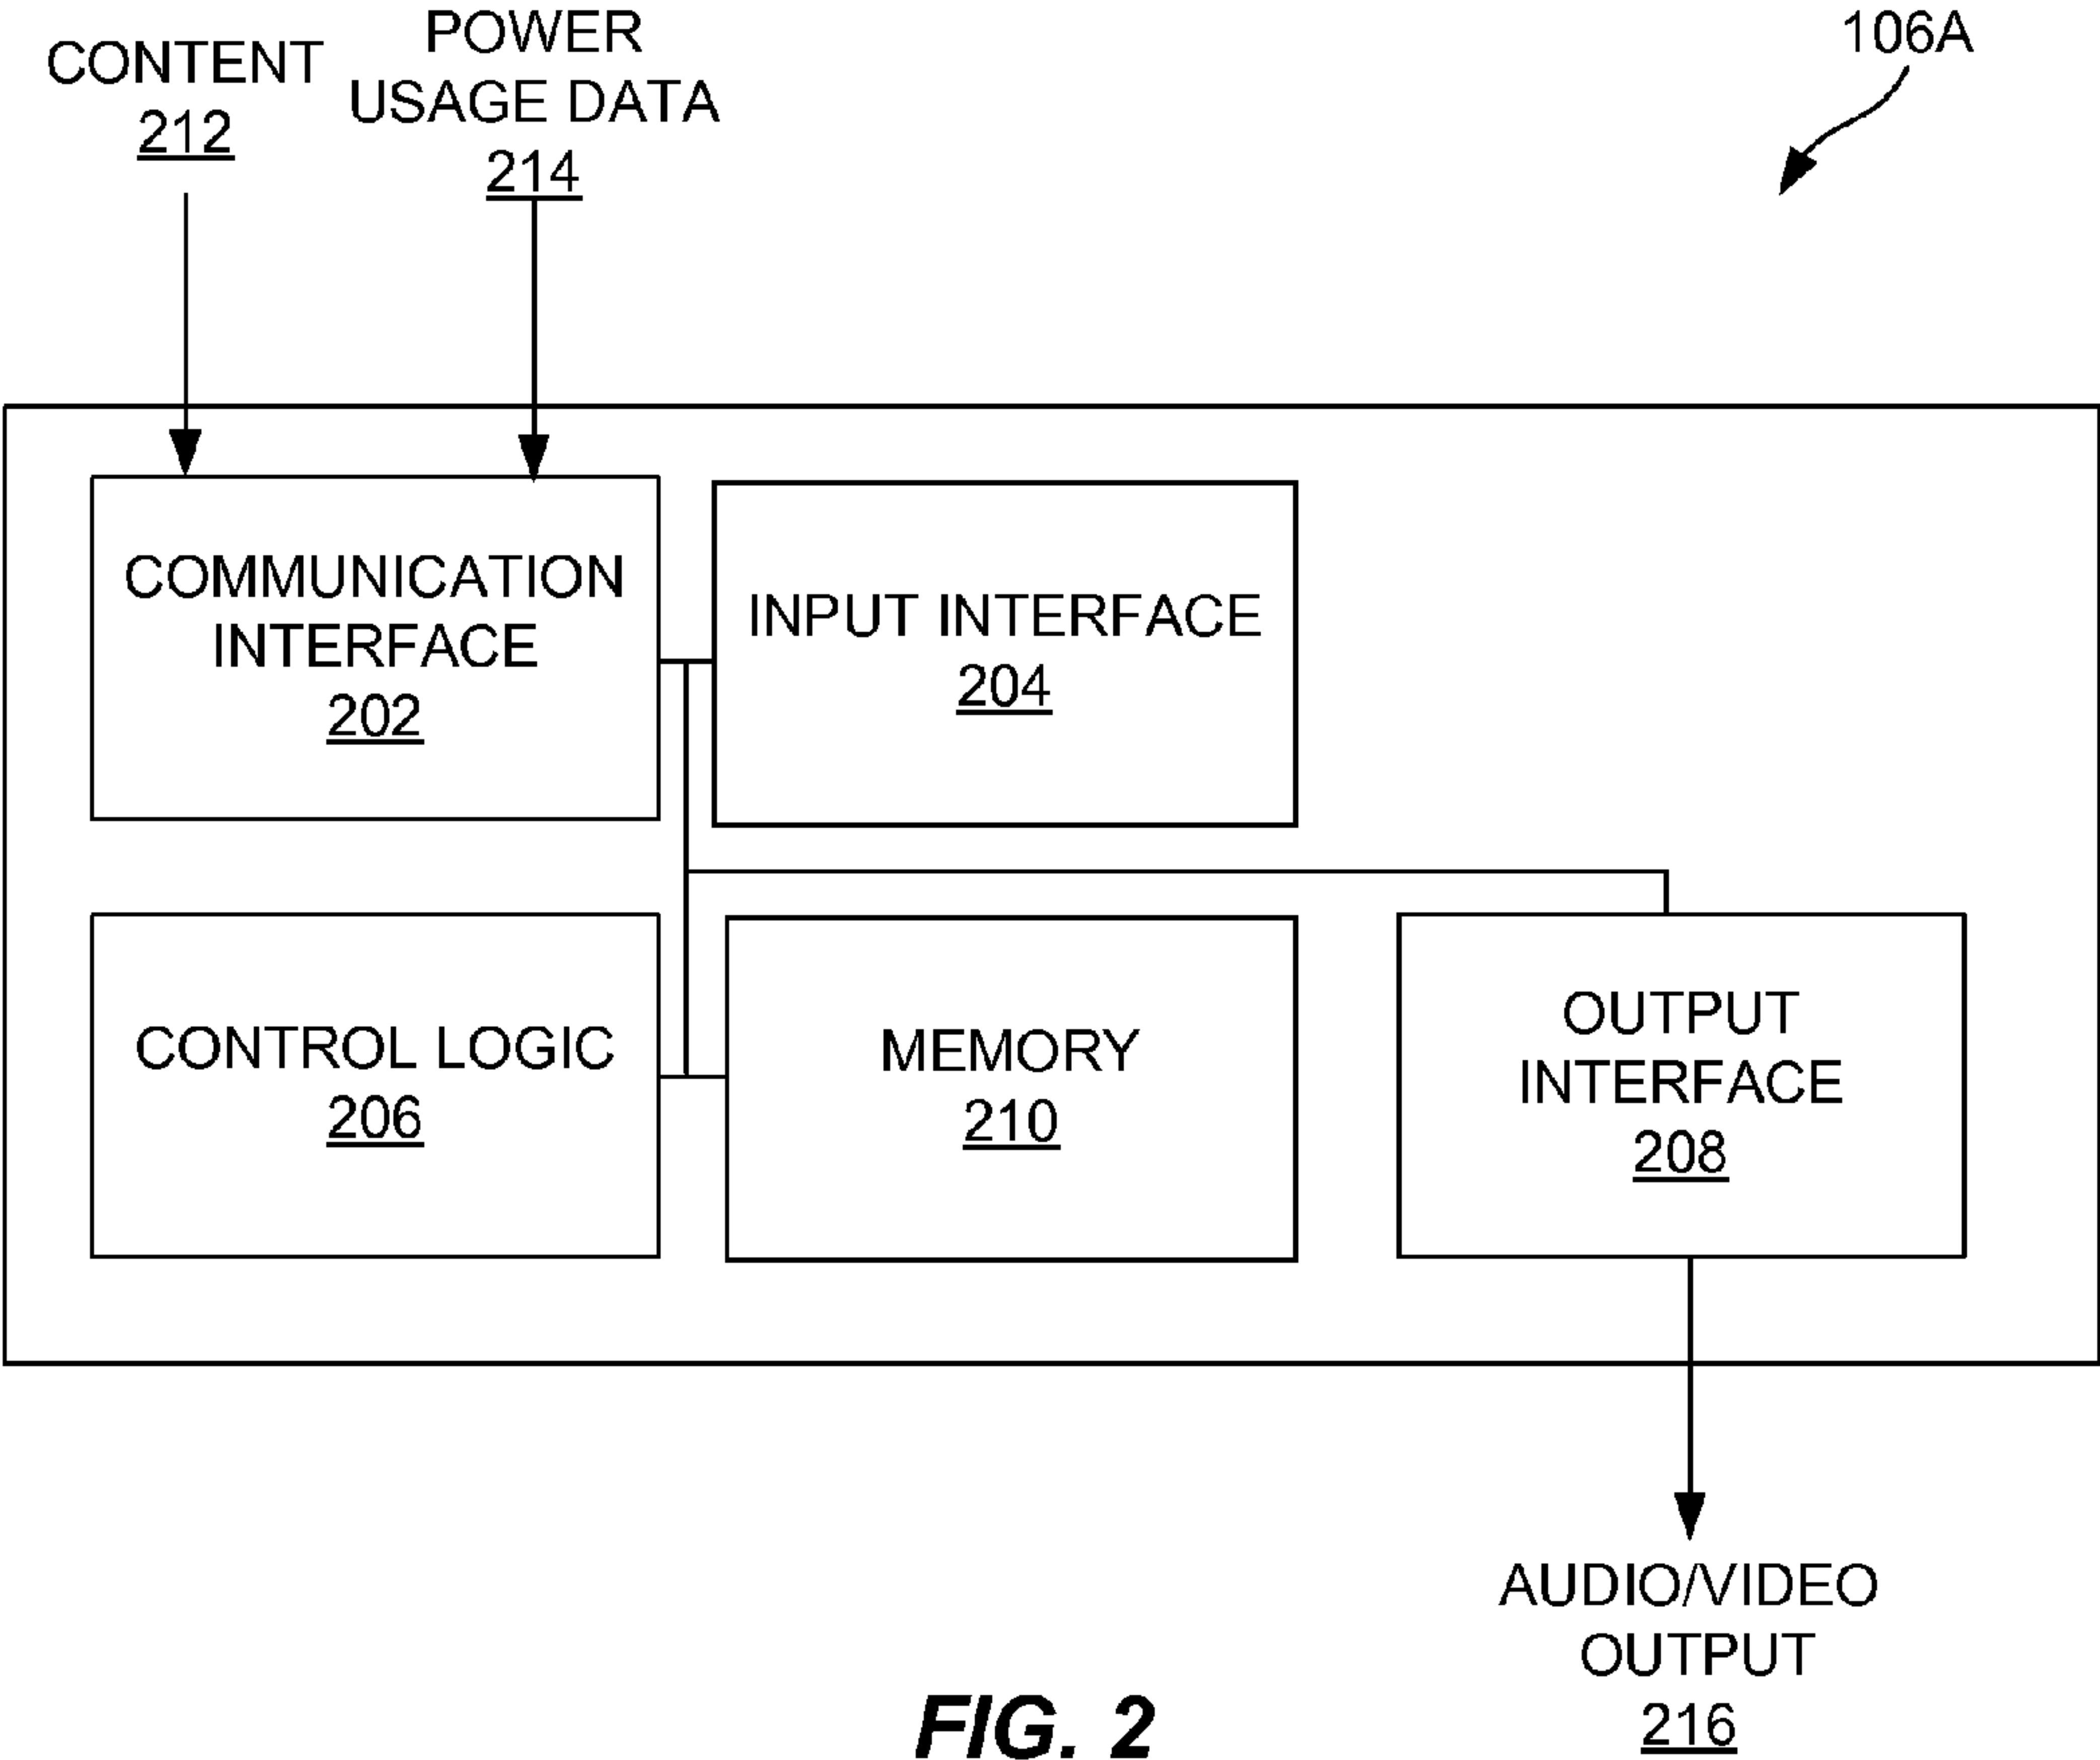 CONTENT
212
POWER
USAGE DATA
214
106A
COMMUNICATION
INTERFACE
202
INPUT INTERFACE
204
CONTROL LOGIC
206
MEMORY
210
OUTPUT
INTERFACE
208
AUDIO/VIDEO
OUTPUT
216
FIG. 2